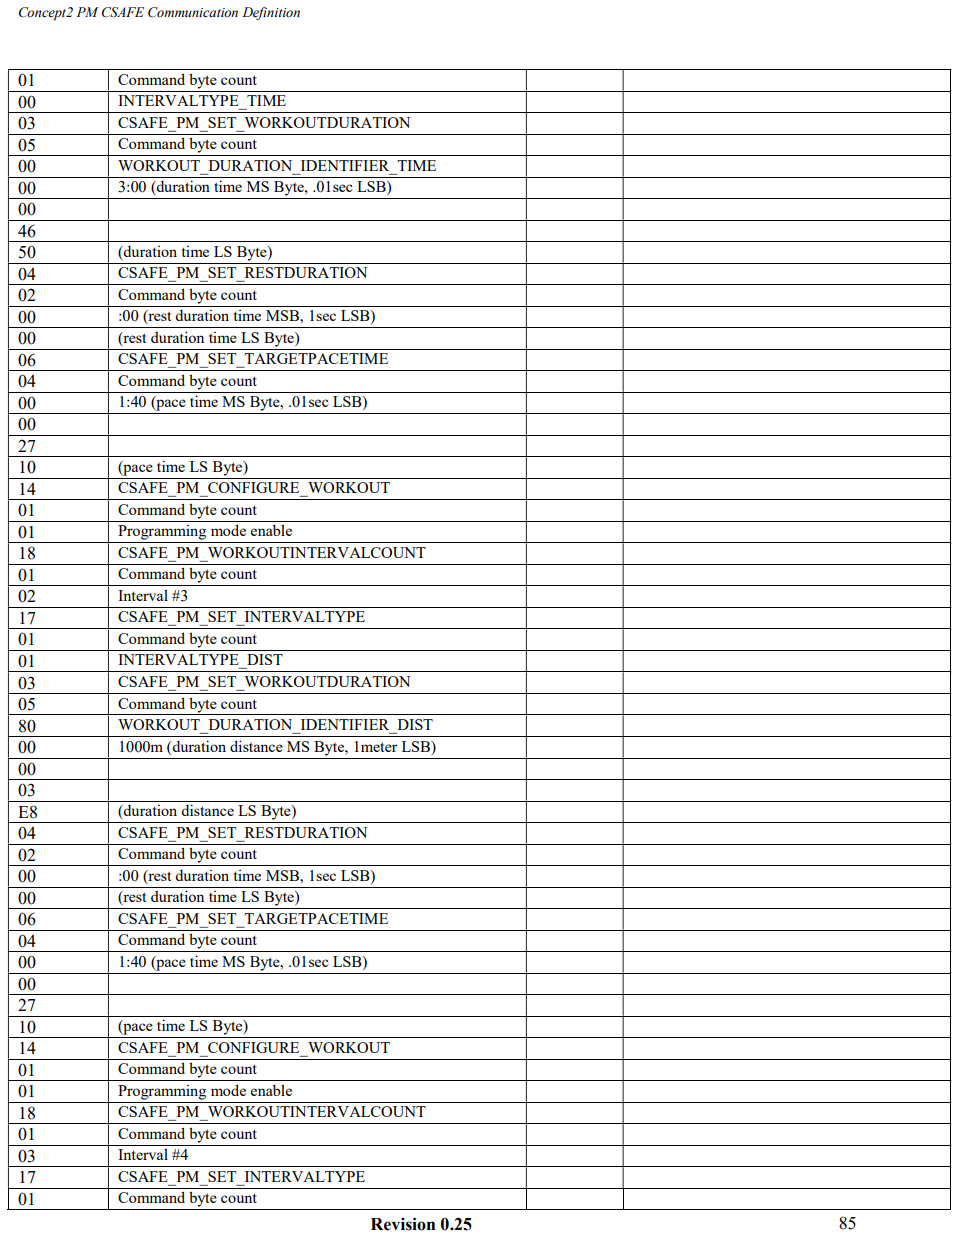 Concept2 PM CSAFE Communication Definition
01 Command byte count
00 INTERVALTYPE_TIME
03 CSAFE_PM_SET_WORKOUTDURATION
05 Command byte count
00 WORKOUT_DURATION_IDENTIFIER_TIME
00 3:00 (duration time MS Byte, .01sec LSB)
00
46
50 (duration time LS Byte)
04 CSAFE_PM_SET_RESTDURATION
02 Command byte count
00 :00 (rest duration time MSB, 1sec LSB)
00 (rest duration time LS Byte)
06 CSAFE_PM_SET_TARGETPACETIME
04 Command byte count
00 1:40 (pace time MS Byte, .01sec LSB)
00
27
10 (pace time LS Byte)
14 CSAFE_PM_CONFIGURE_WORKOUT
01 Command byte count
01 Programming mode enable
18 CSAFE_PM_WORKOUTINTERVALCOUNT
01 Command byte count
02 Interval #3
17 CSAFE_PM_SET_INTERVALTYPE
01 Command byte count
01 INTERVALTYPE_DIST
03 CSAFE_PM_SET_WORKOUTDURATION
05 Command byte count
80 WORKOUT_DURATION_IDENTIFIER_DIST
00 1000m (duration distance MS Byte, 1meter LSB)
00
03
E8 (duration distance LS Byte)
04 CSAFE_PM_SET_RESTDURATION
02 Command byte count
00 :00 (rest duration time MSB, 1sec LSB)
00 (rest duration time LS Byte)
06 CSAFE_PM_SET_TARGETPACETIME
04 Command byte count
00 1:40 (pace time MS Byte, .01sec LSB)
00
27
10 (pace time LS Byte)
14 CSAFE_PM_CONFIGURE_WORKOUT
01 Command byte count
01 Programming mode enable
18 CSAFE_PM_WORKOUTINTERVALCOUNT
01 Command byte count
03 Interval #4
17 CSAFE_PM_SET_INTERVALTYPE
01 Command byte count
Revision 0.25 85